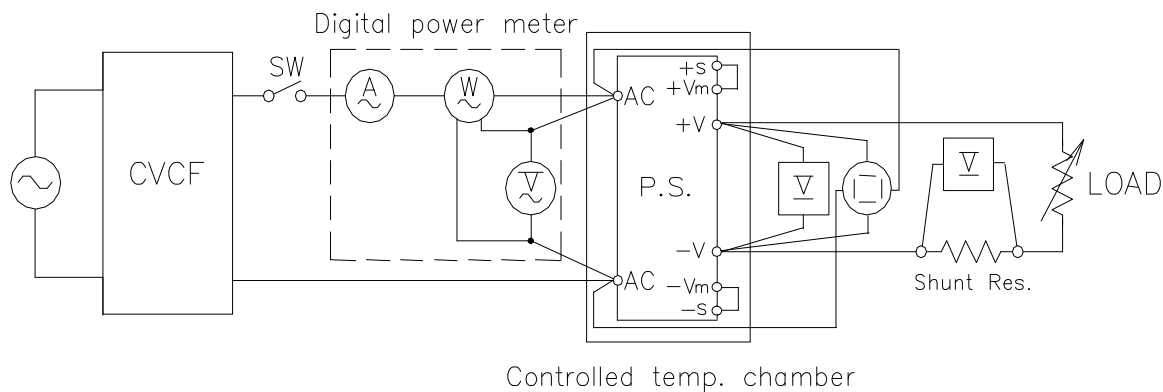 Digital power meter
SW
A
W
+S
+Vm
AC
+V
CVCF
V
P.S.
V
V
LOAD
-V
Shunt Res.
AC
-Vm
-S
Controlled temp. chamber